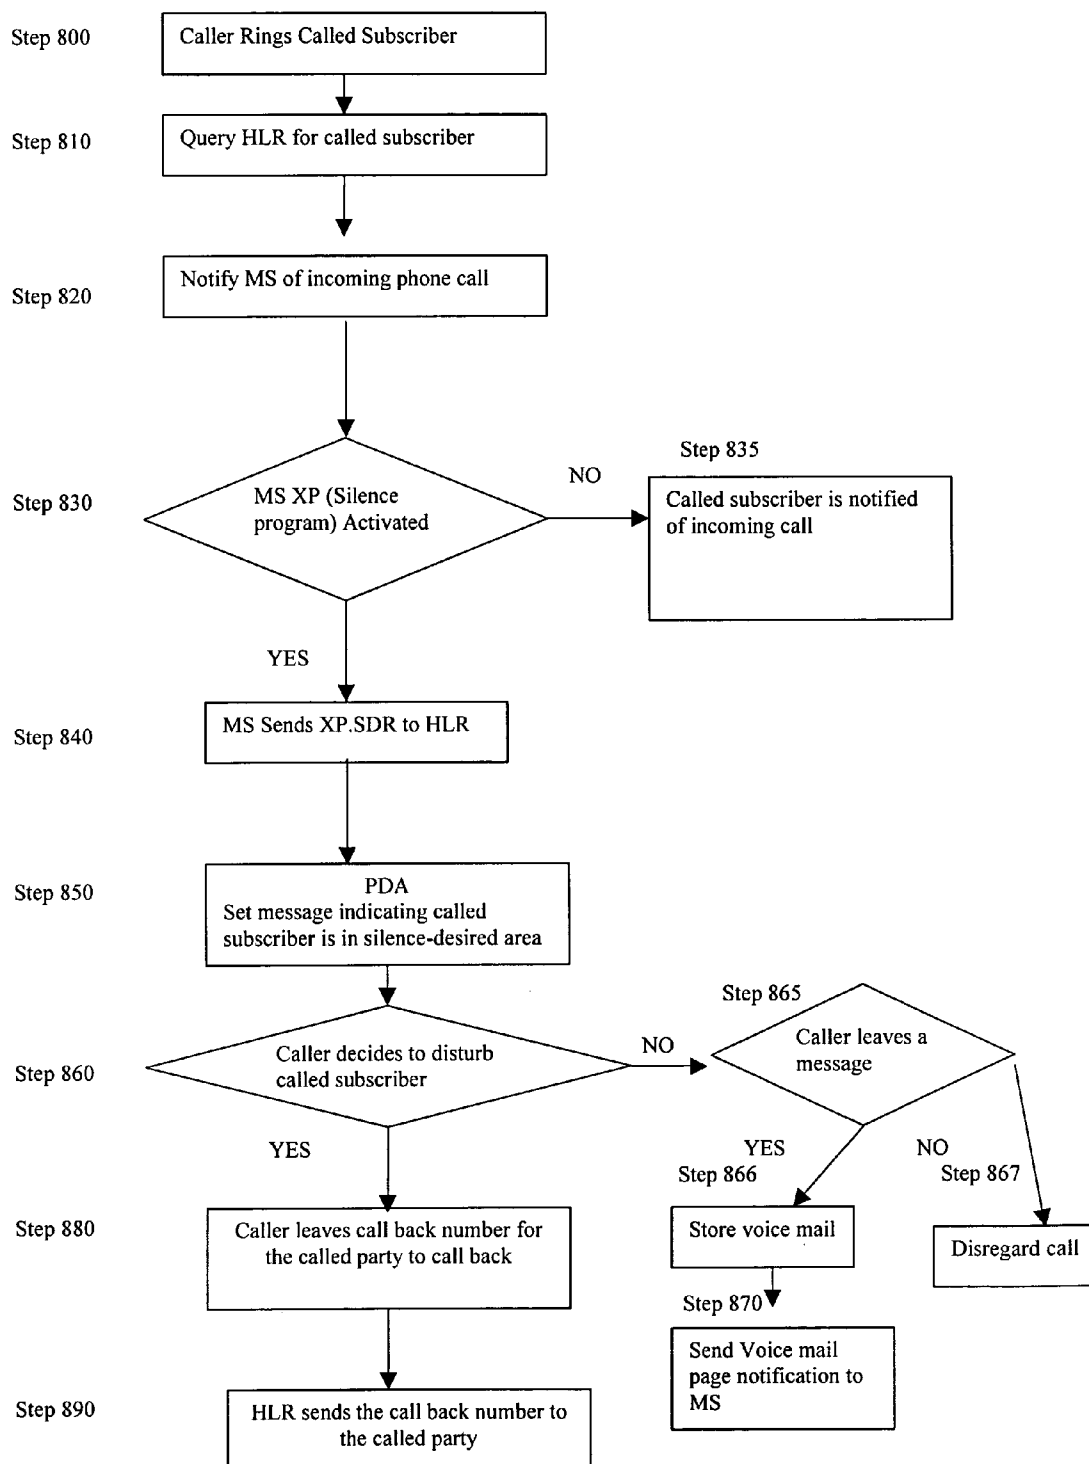 Step 800
Caller Rings Called Subscriber
Step 810
Query HLR for called subscriber
Step 820
Notify MS of incoming phone call
Step 830
MS XP (Silence
program) Activated
NO
Step 835
Called subscriber is notified
of incoming call
YES
Step 840
MS Sends XP.SDR to HLR
Step 850
PDA
Set message indicating called
subscriber is in silence-desired area
Step 860
Caller decides to disturb
called subscriber
NO
Step 865
Caller leaves a
message
YES
YES
NO
Step 866
Step 867
Step 880
Caller leaves call back number for
the called party to call back
Store voice mail
Disregard call
Step 870
Send Voice mail
page notification to
MS
Step 890
HLR sends the call back number to
the called party